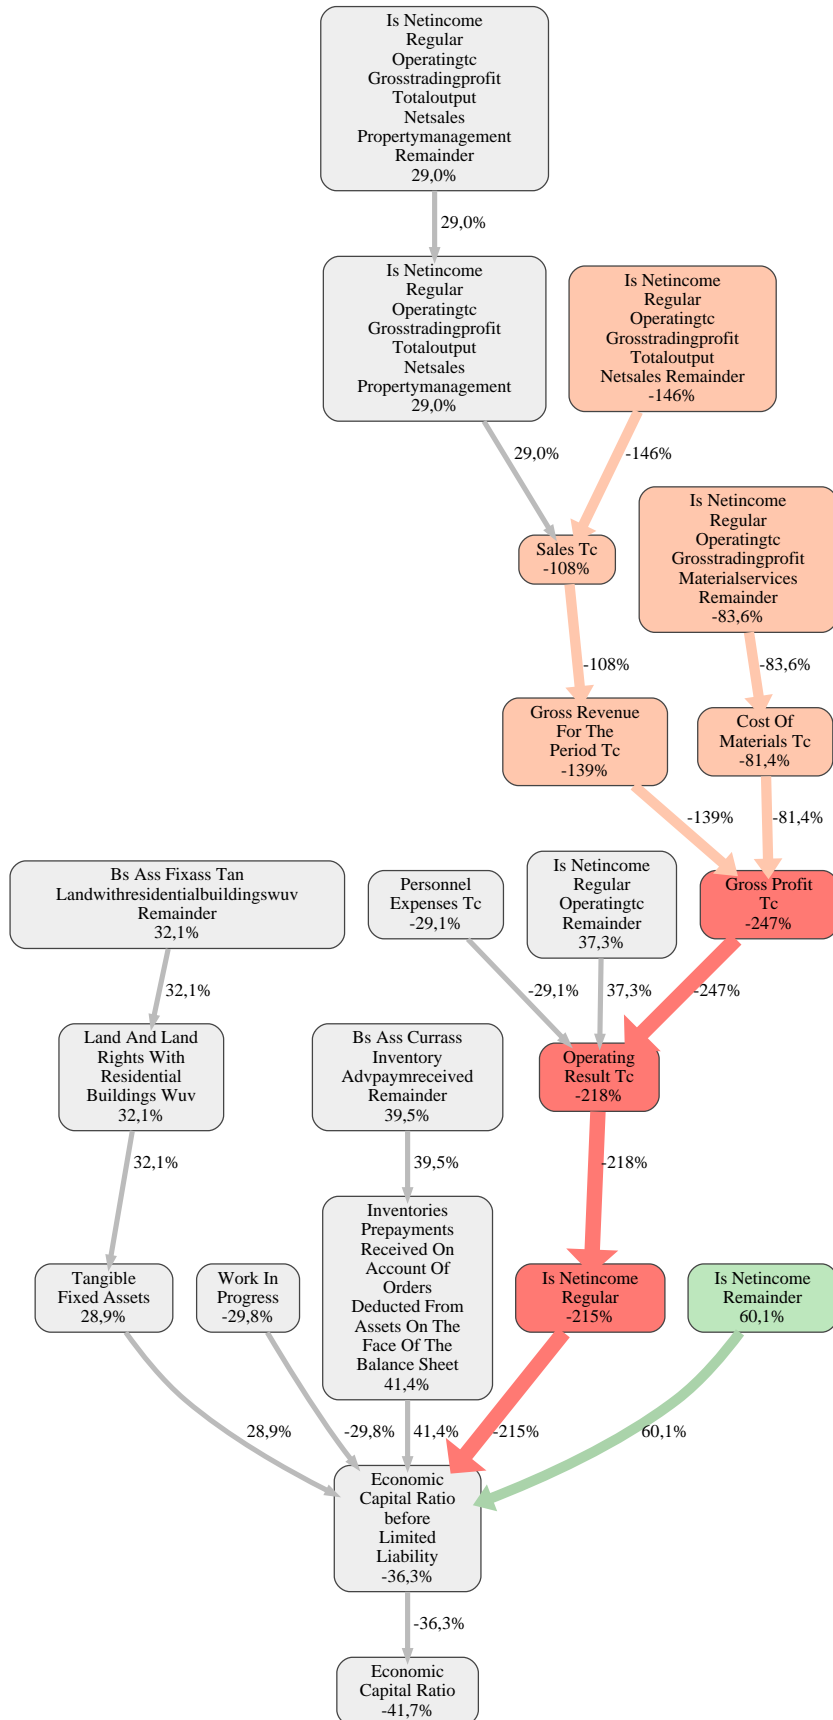 Is Netincome
Regular
Operatingtc
Grosstradingprofit
Totaloutput
Netsales
Propertymanagement
Remainder
29,0%
29,0%
Is Netincome
Regular
Operatingtc
Grosstradingprofit
Totaloutput
Netsales
Propertymanagement
29,0%
Is Netincome
Regular
Operatingtc
Grosstradingprofit
Totaloutput
Netsales Remainder
-146%
29,0%
-146%
Sales Tc
-108%
Is Netincome
Regular
Operatingtc
Grosstradingprofit
Materialservices
Remainder
-83,6%
-108%
-83,6%
Gross Revenue
For The
Period Tc
-139%
Cost Of
Materials Tc
-81,4%
-139%
-81,4%
Bs Ass Fixass Tan
Landwithresidentialbuildingswuv
Remainder
32,1%
Personnel
Expenses Tc
-29,1%
Is Netincome
Regular
Operatingtc
Remainder
37,3%
Gross Profit
Tc
-247%
32,1%
-29,1%
37,3%
-247%
Land And Land
Rights With
Residential
Buildings Wuv
32,1%
Bs Ass Currass
Inventory
Advpaymreceived
Remainder
39,5%
Operating
Result Tc
-218%
32,1%
39,5%
-218%
Tangible
Fixed Assets
28,9%
Work In
Progress
-29,8%
Inventories
Prepayments
Received On
Account Of
Orders
Deducted From
Assets On The
Face Of The
Balance Sheet
41,4%
Is Netincome
Regular
-215%
Is Netincome
Remainder
60,1%
28,9%
-29,8%
41,4%
-215%
60,1%
Economic
Capital Ratio
before
Limited
Liability
-36,3%
-36,3%
Economic
Capital Ratio
-41,7%